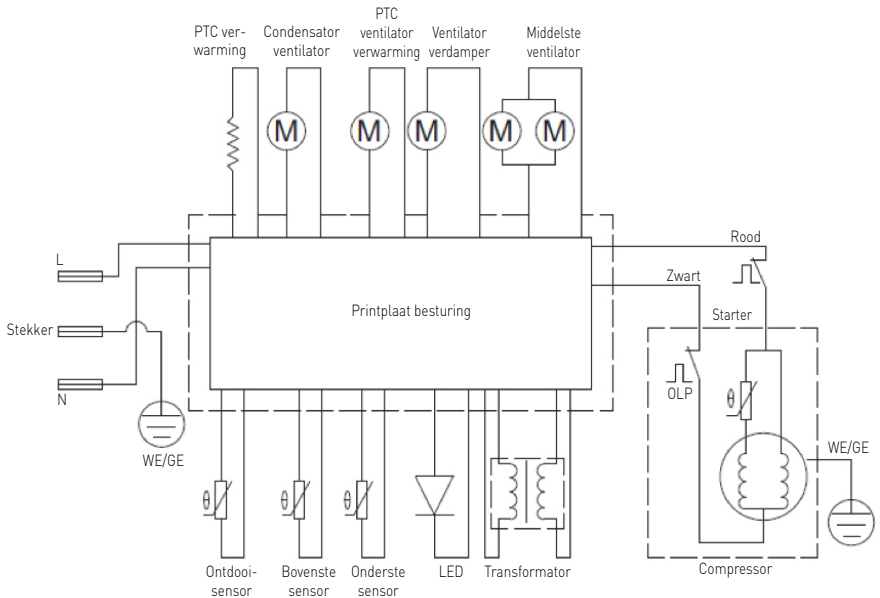 PTC ver-
warming
Condensator
ventilator
PTC
ventilator
verwarming
Ventilator
verdamper
Middelste
ventilator
M
M
M
M
M
L
Stekker
N
WE/GE
Printplaat besturing
Rood
Zwart
Starter
OLP
θ
WE/GE
Compressor
θ
θ
θ
Ontdooi-
sensor
Bovenste
sensor
Onderste
sensor
LED
Transformator